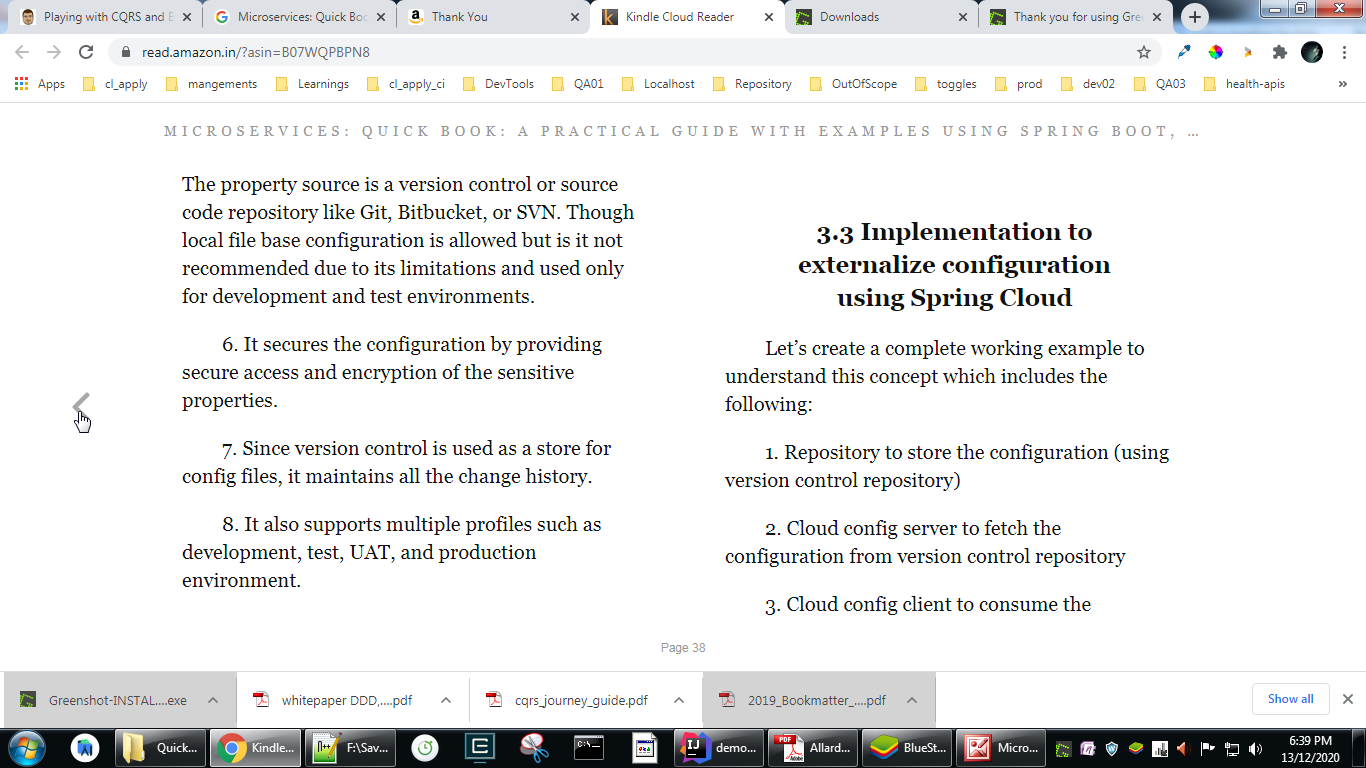 Playing with CQRS and E
Microservices: Quick Boo
Thank You
Kindle Cloud Reader
Downloads
Thank you for using Gre
read.amazon.in/?asin=B07WQPBPN8
Apps
cl_apply
mangements
Learnings
cl_apply_ci
DevTools
QA01
Localhost
Repository
OutOfScope
toggles
prod
dev02
QA03
health-apis
»
MICROSERVICES: QUICK BOOK: A PRACTICAL GUIDE WITH EXAMPLES USING SPRING BOOT, …
The property source is a version control or source
code repository like Git, Bitbucket, or SVN. Though
local file base configuration is allowed but is it not
recommended due to its limitations and used only
for development and test environments.
6. It secures the configuration by providing
secure access and encryption of the sensitive
properties.
7. Since version control is used as a store for
config files, it maintains all the change history.
8. It also supports multiple profiles such as
development, test, UAT, and production
environment.
3.3 Implementation to
externalize configuration
using Spring Cloud
Let’s create a complete working example to
understand this concept which includes the
following:
1. Repository to store the configuration (using
version control repository)
2. Cloud config server to fetch the
configuration from version control repository
3. Cloud config client to consume the
Page 38
Greenshot-INSTAL....exe
whitepaper DDD,....pdf
cqrs_journey_guide.pdf
2019_Bookmatter_....pdf
Show all
Quick...
Kindle...
F:\Sav...
demo...
Allard...
BlueSt...
Micro...
6:39 PM
13/12/2020